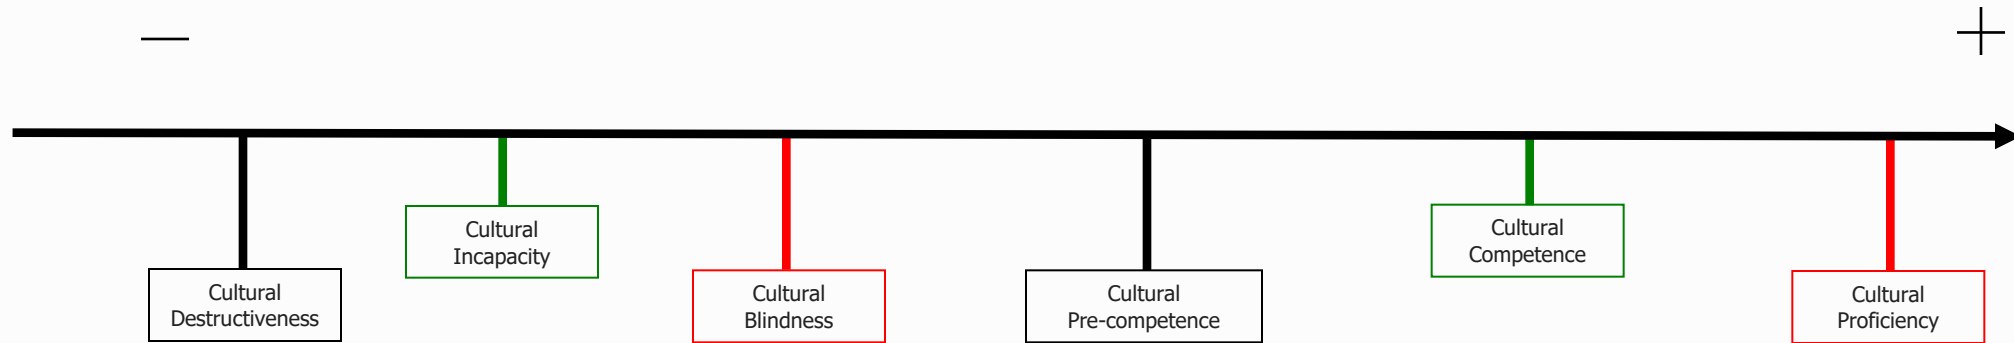 — +
Cultural
Destructiveness
Cultural
Incapacity
Cultural
Blindness
Cultural
Pre-competence
Cultural
Competence
Cultural
Proficiency